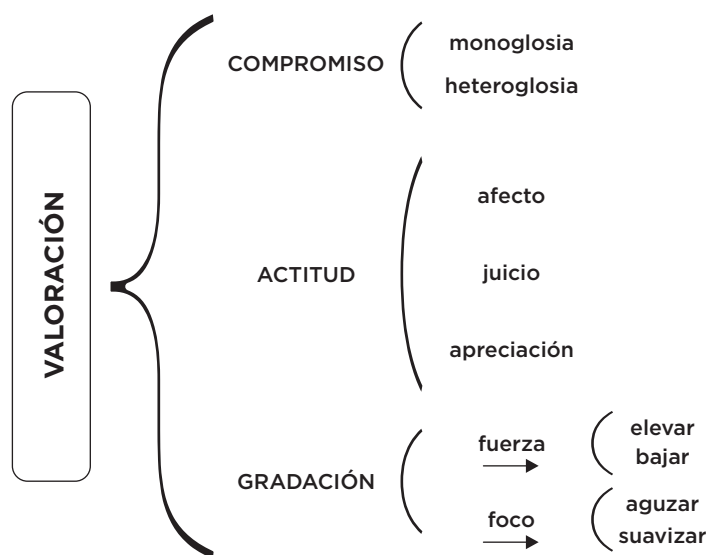 VALORACIÓN
COMPROMISO
monoglosia
heteroglosia
ACTITUD
afecto
juicio
apreciación
GRADACIÓN
fuerza
elevar
bajar
foco
aguzar
suavizar